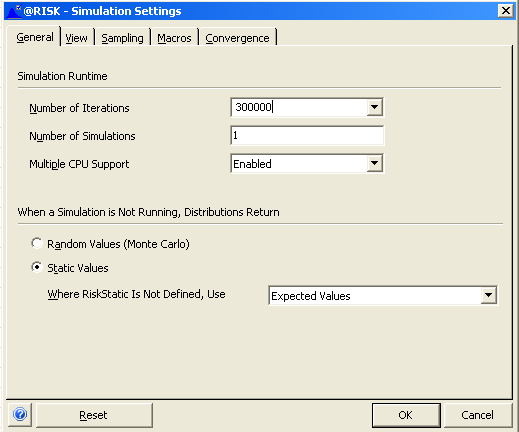 @RISK - Simulation Settings
General View Sampling Macros Convergence
Simulation Runtime
Number of Iterations 300000
Number of Simulations 1
Multiple CPU Support Enabled
When a Simulation is Not Running, Distributions Return
Random Values (Monte Carlo)
Static Values
Where RiskStatic Is Not Defined, Use Expected Values
? Reset OK Cancel